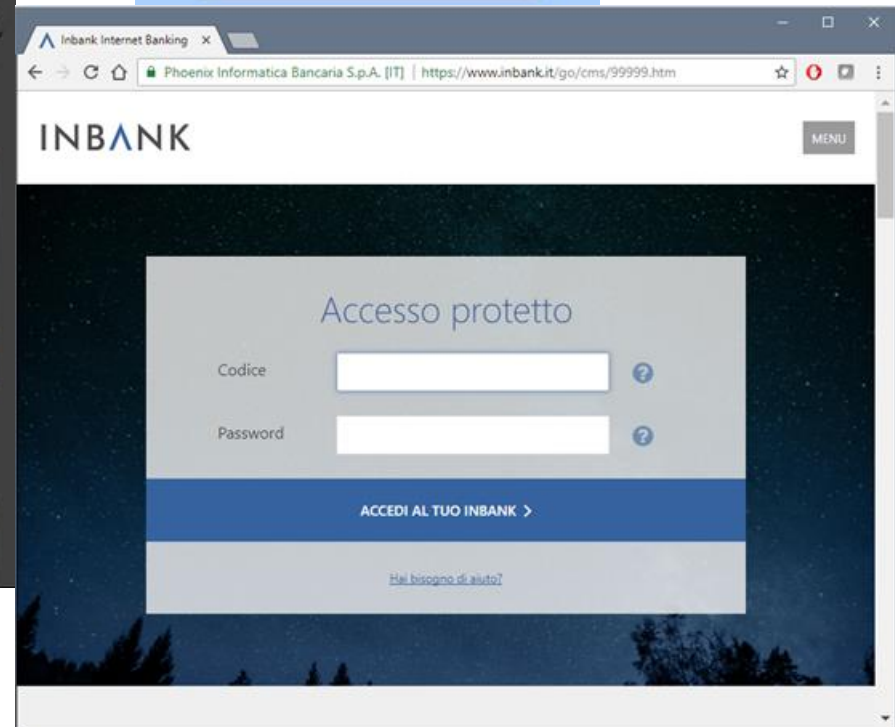 Inbank Internet Banking
Phoenix Informatica Bancaria S.p.A. [IT] | https://www.inbank.it/go/cms/99999.htm
INBANK
MENU
Accesso protetto
Codice
Password
ACCEDI AL TUO INBANK >
Hai bisogno di aiuto?